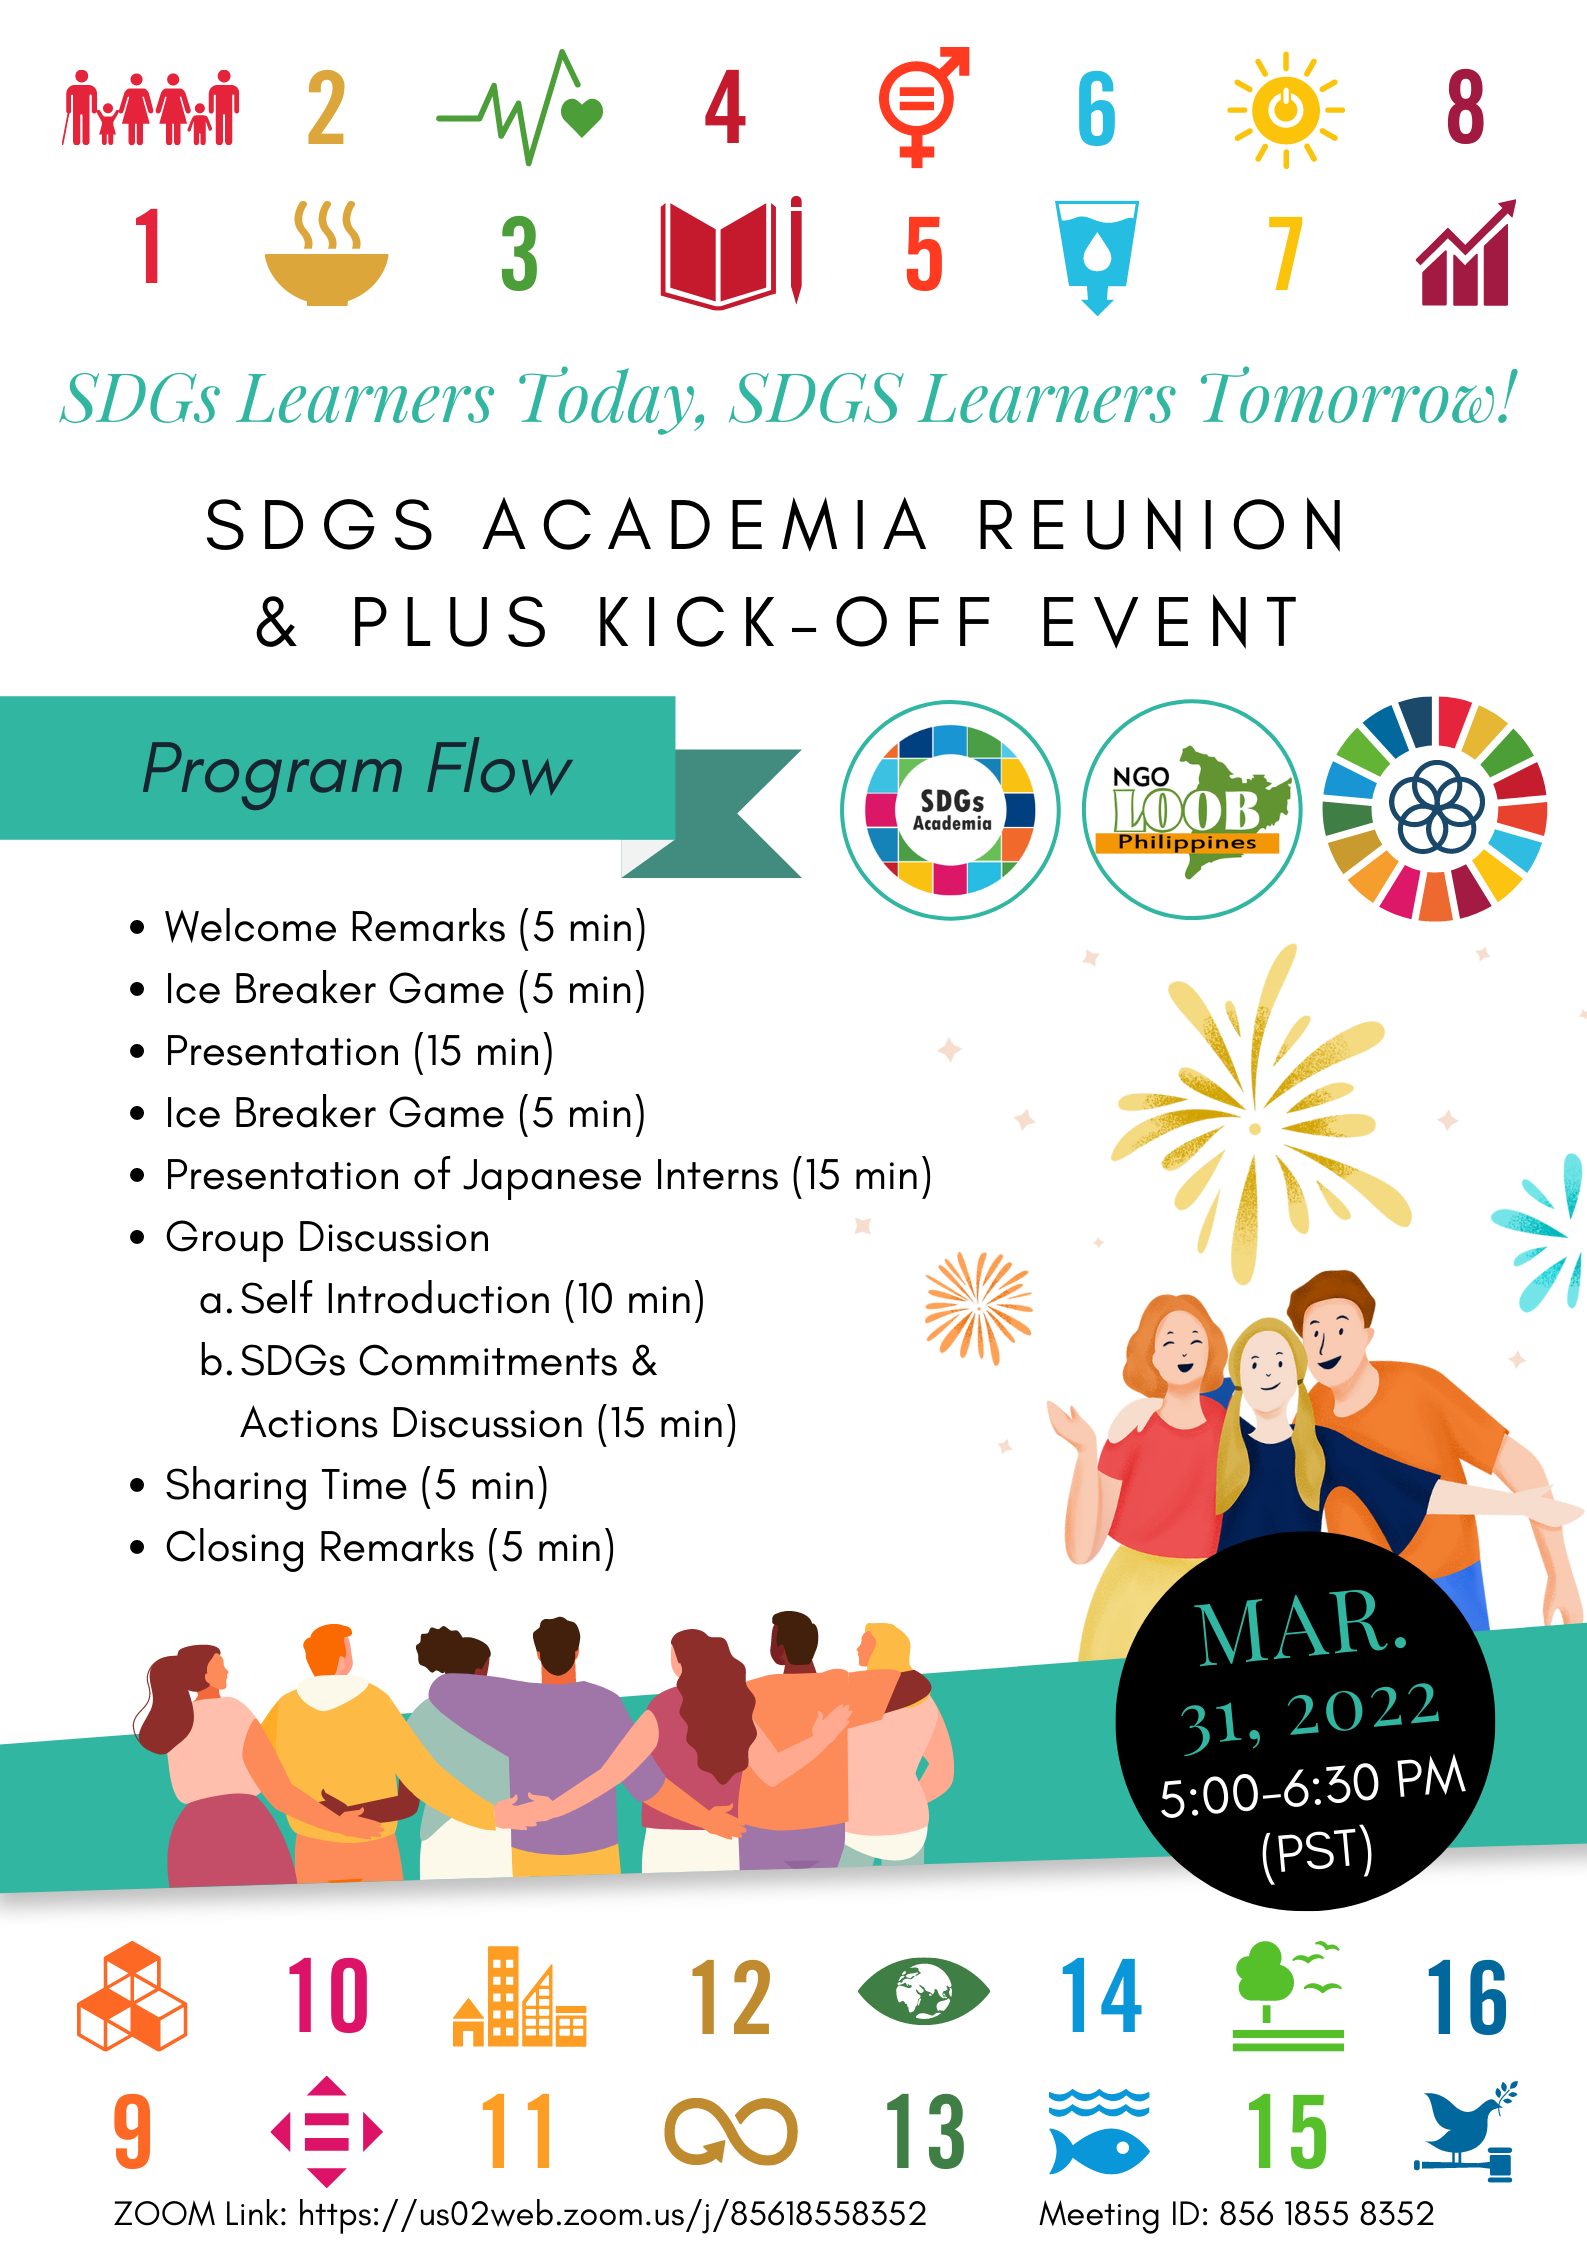 2 4 6 8
1 3 5 7
SDGs Learners Today, SDGS Learners Tomorrow!
SDGS ACADEMIA REUNION
& PLUS KICK-OFF EVENT
Program Flow
SDGs
Academia
NGO
LOOB
Philippines
• Welcome Remarks (5 min)
• Ice Breaker Game (5 min)
• Presentation (15 min)
• Ice Breaker Game (5 min)
• Presentation of Japanese Interns (15 min)
• Group Discussion
a. Self Introduction (10 min)
b. SDGs Commitments &
Actions Discussion (15 min)
• Sharing Time (5 min)
• Closing Remarks (5 min)
MAR.
31, 2022
5:00-6:30 PM
(PST)
10 12 14 16
9 11 13 15
ZOOM Link: https://us02web.zoom.us/j/85618558352 Meeting ID: 856 1855 8352